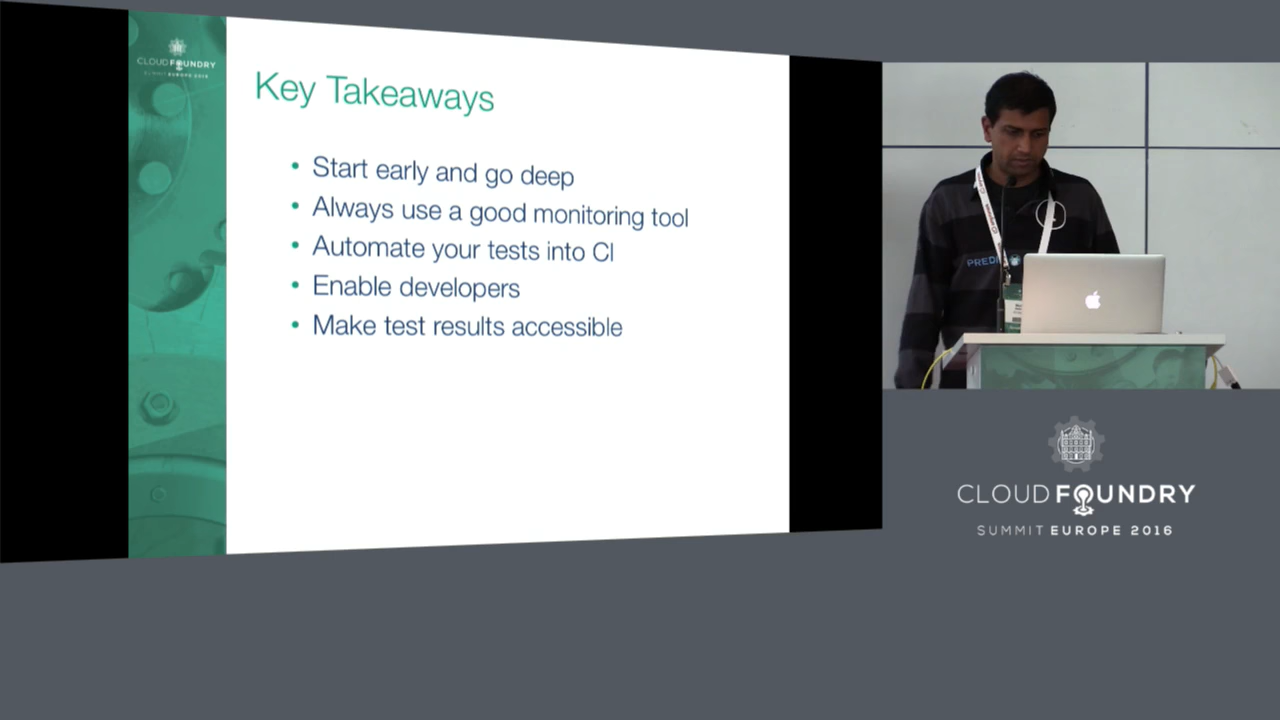 CLOUD FOUNDRY
SUMMIT EUROPE 2016
Key Takeaways
• Start early and go deep
• Always use a good monitoring tool
• Automate your tests into CI
• Enable developers
• Make test results accessible
CLOUD FOUNDRY
SUMMIT EUROPE 2016